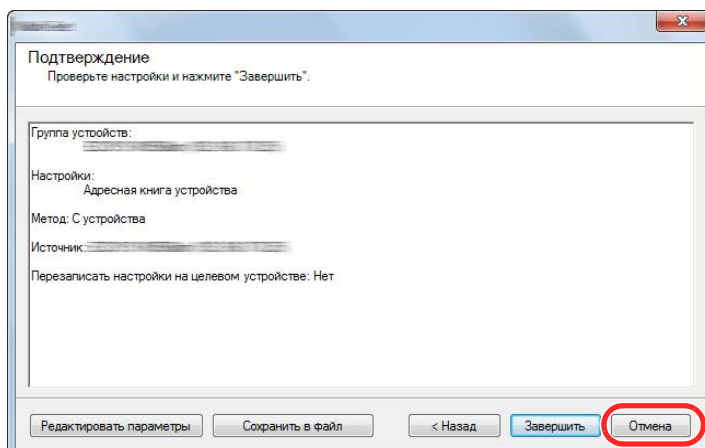 Подтверждение
Проверьте настройки и нажмите "Завершить".
Группа устройств:
Настройки:
Адресная книга устройства
Метод: С устройства
Источник:
Перезаписать настройки на целевом устройстве: Нет
Редактировать параметры Сохранить в файл < Назад Завершить Отмена